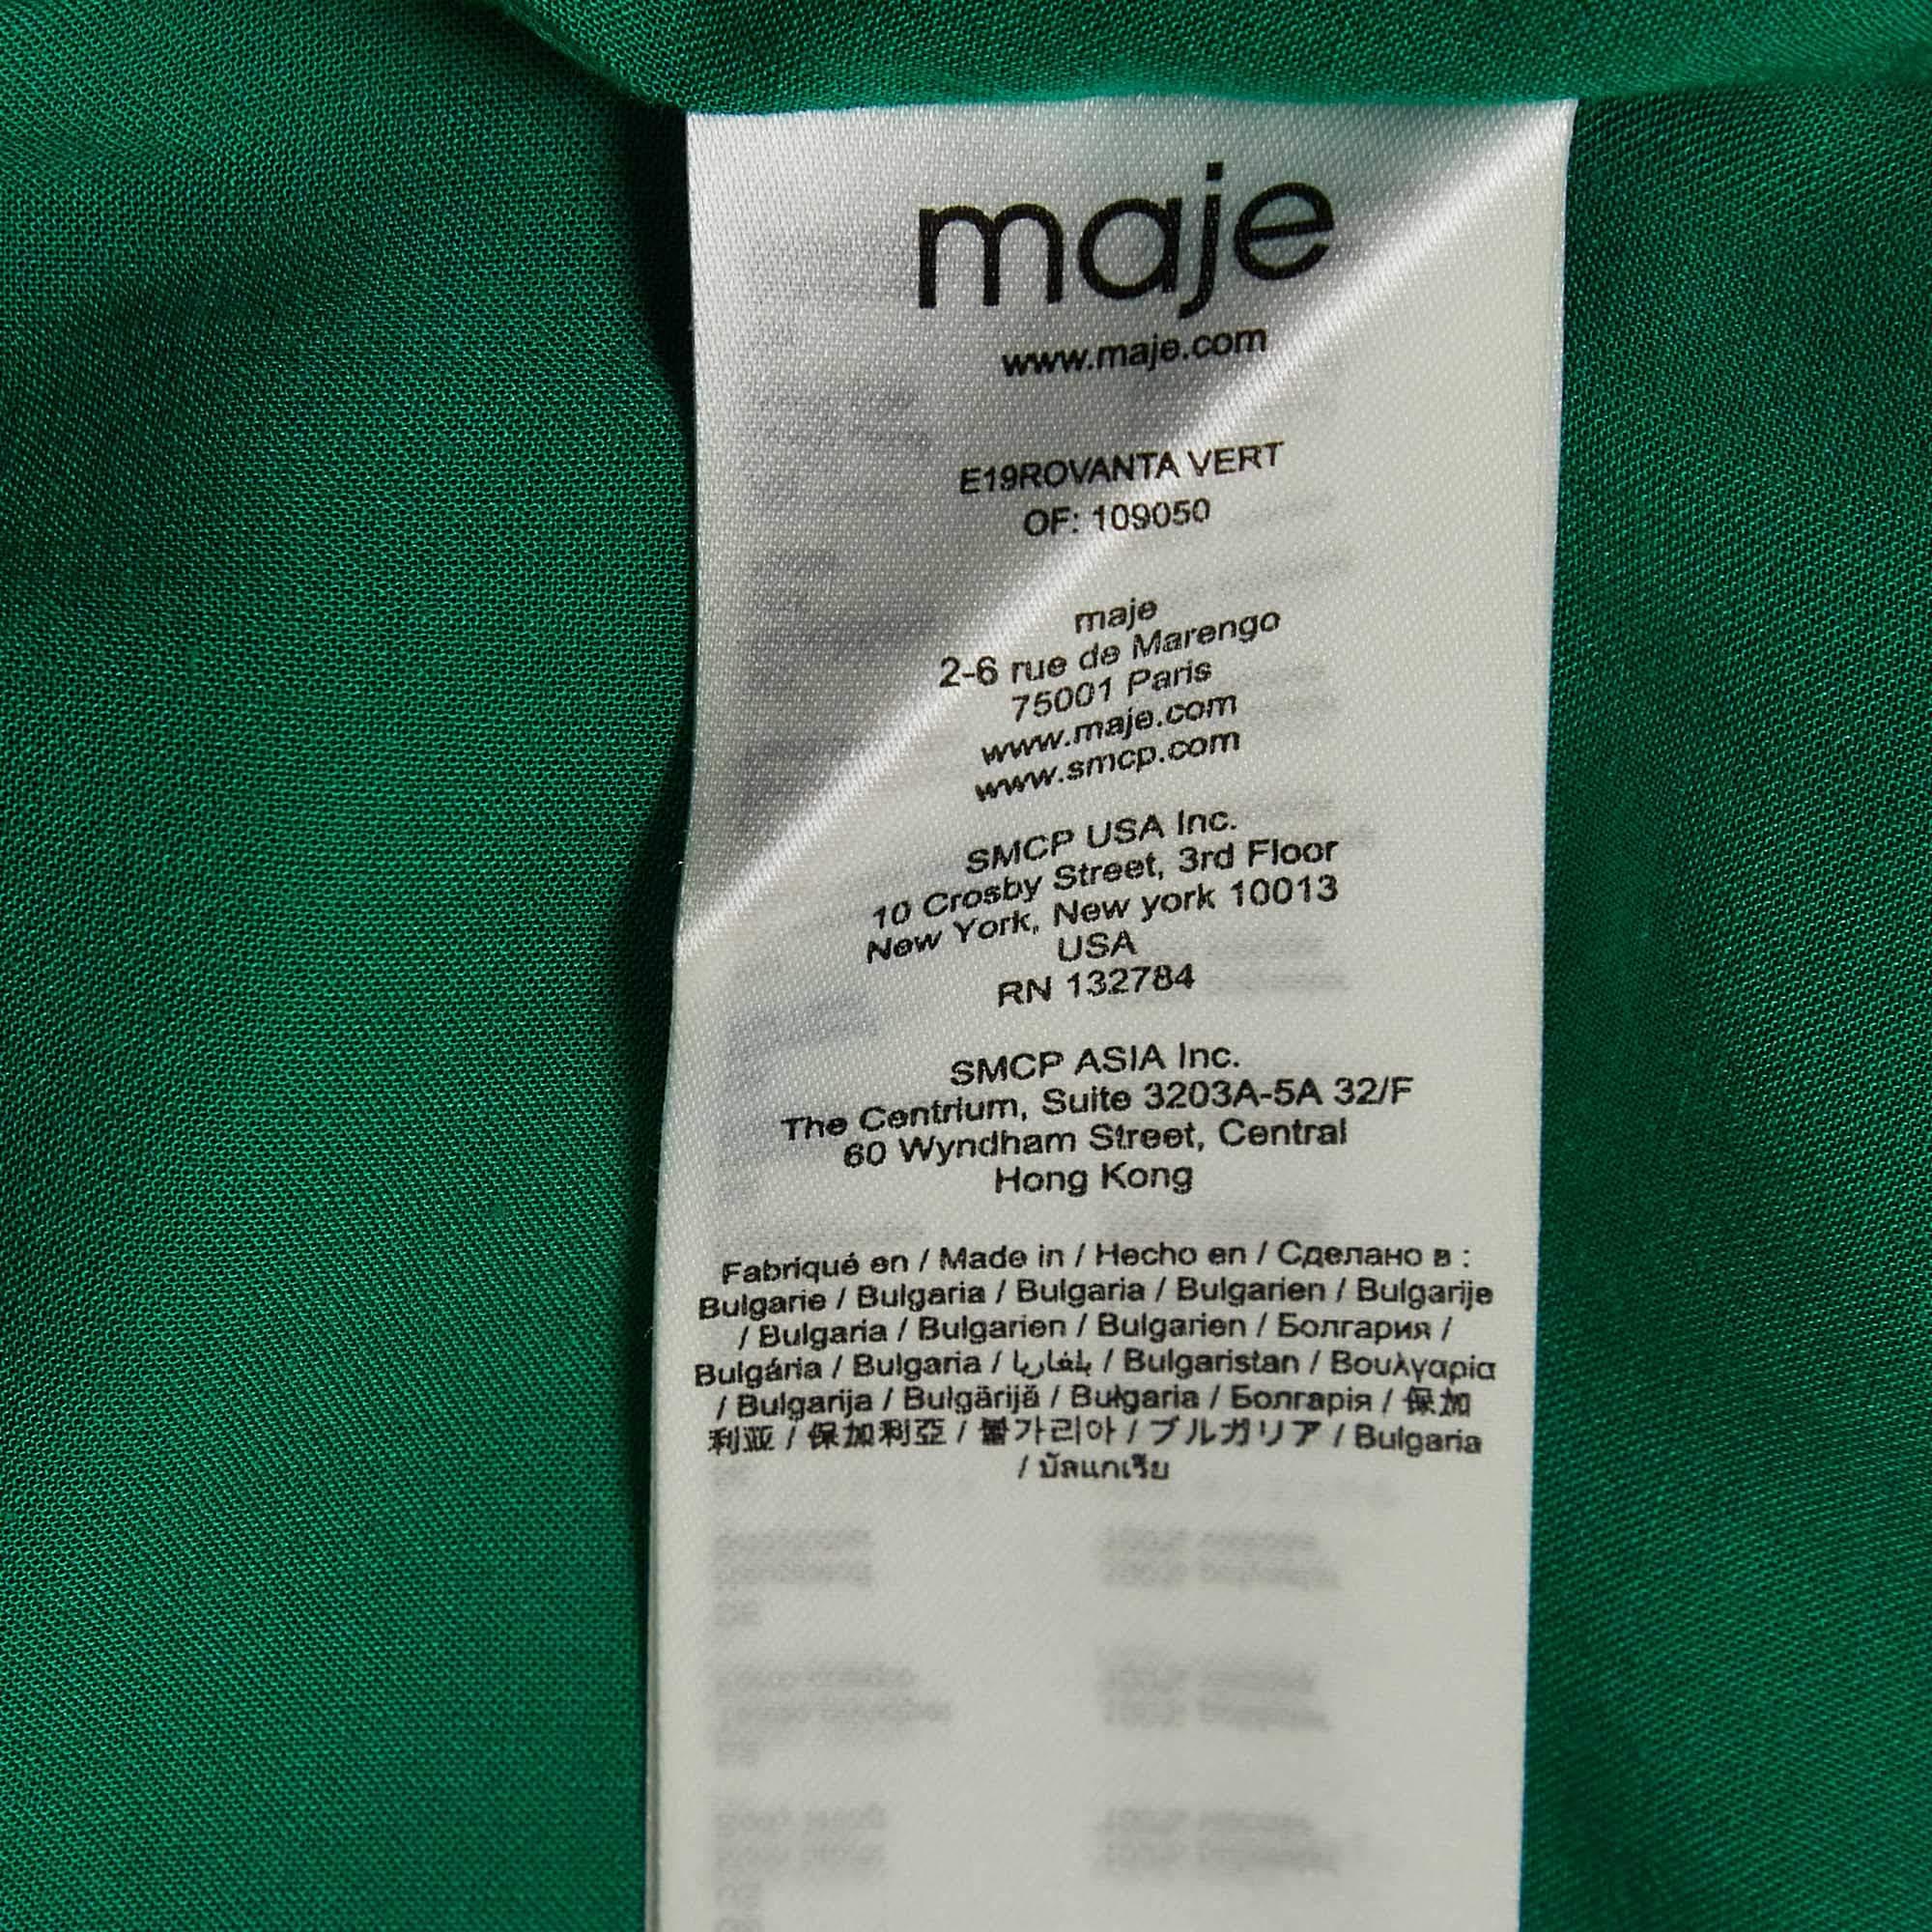 maje
www.maje.com
E19ROVANTA VERT
OF: 109050
maje
2-6 rue de Marengo
75001 Paris
www.maje.com
www.smcp.com
SMCP USA Inc.
10 Crosby Street, 3rd Floor
New York, New york 10013
USA
RN 132784
SMCP ASIA Inc.
The Centrium, Suite 3203A-5A 32/F
60 Wyndham Street, Central
Hong Kong
Fabriqué en / Made in / Hecho en / Сделано в :
Bulgarie / Bulgaria / Bulgaria / Bulgarien / Bulgarije
/ Bulgaria / Bulgarien / Bulgarien / Болгария /
Bulgária / Bulgaria / بلغاريا / Bulgaristan / Βουλγαρία
/ Bulgarija / Bulgārijā / Bułgaria / Болгарія / 保加
利亚 / 保加利亞 / 불가리아 / ブルガリア / Bulgaria
/ บัลแกเรีย